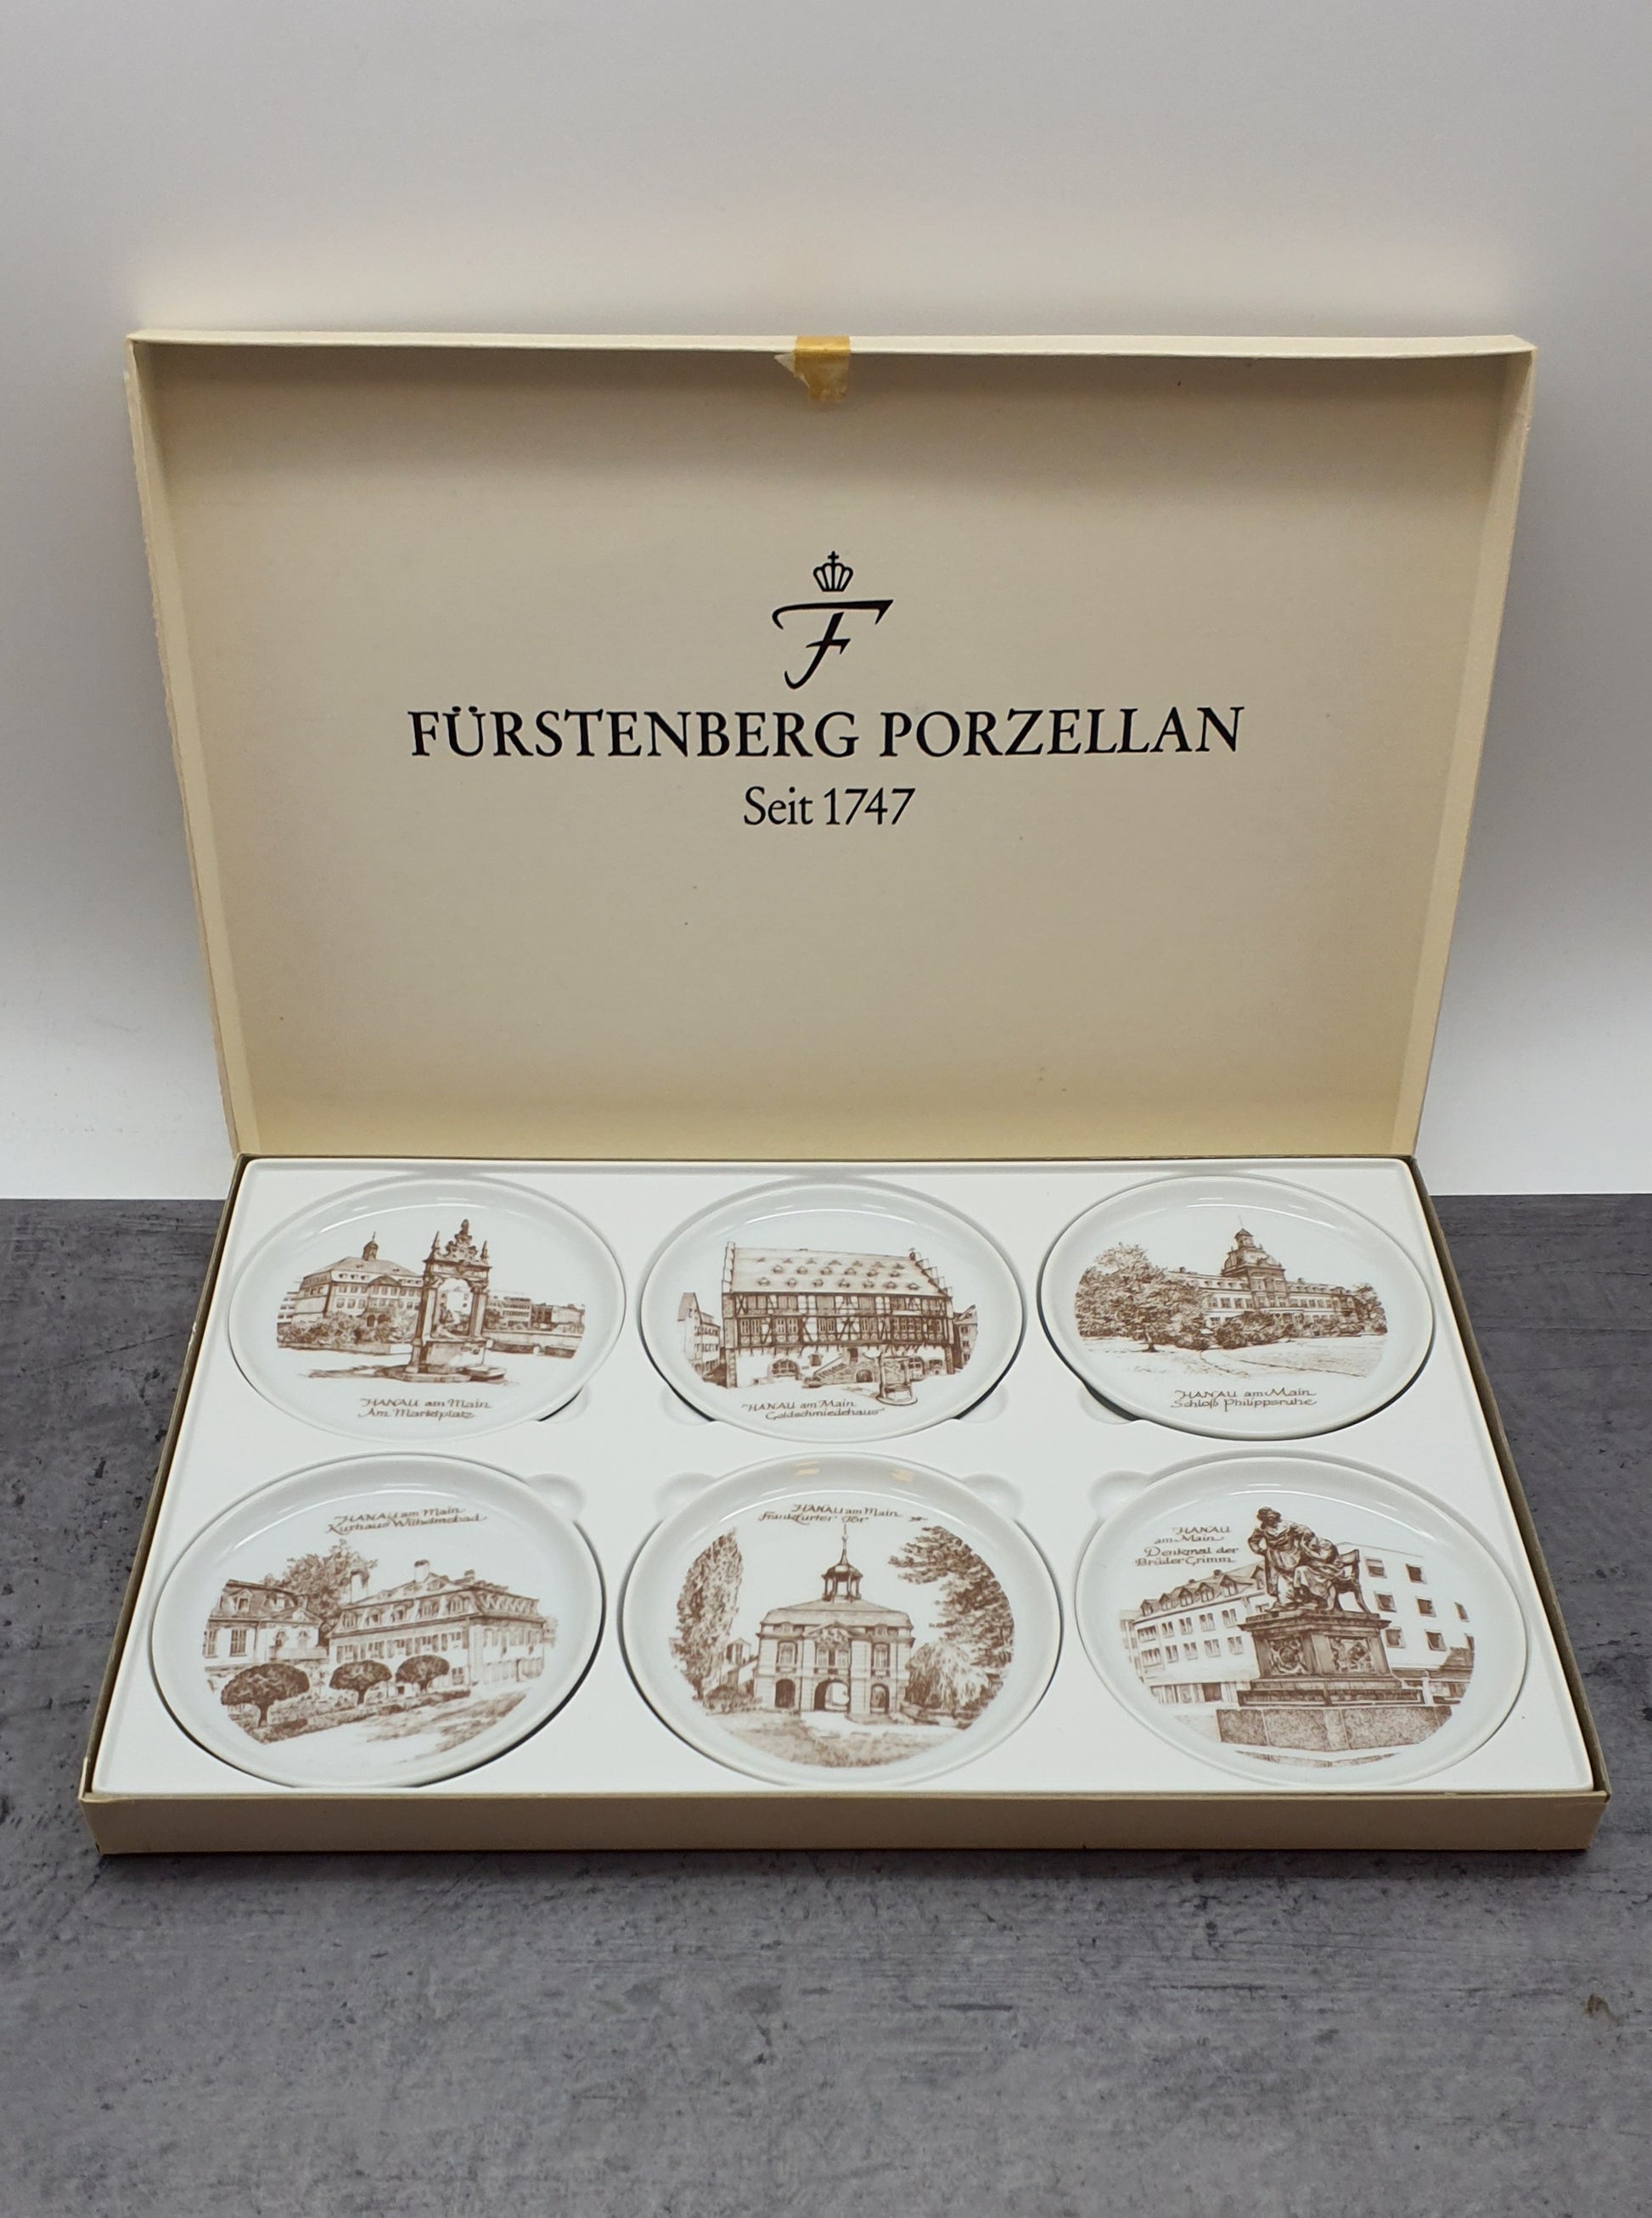 F
FÜRSTENBERG PORZELLAN
Seit 1747
HANAU am Main
Am Marktplatz
"HANAU am Main
Goldschmiedehaus"
HANAU am Main
Schloß Philippsruhe
HANAU am Main
Kurhaus Wilhelmsbad
HANAU am Main
Frankfurter Tor
HANAU
am Main
Denkmal der
Brüder Grimm